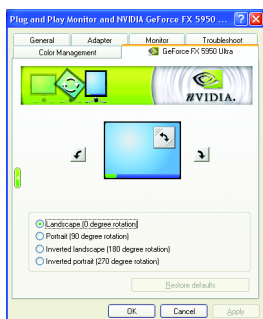 Plug and Play Monitor and NVIDIA GeForce FX 5950 ...
General Adapter Monitor Troubleshoot
Color Management GeForce FX 5950 Ultra
NVIDIA.
Landscape (0 degree rotation)
Portrait (90 degree rotation)
Inverted landscape (180 degree rotation)
Inverted portrait (270 degree rotation)
Restore defaults
OK Cancel Apply